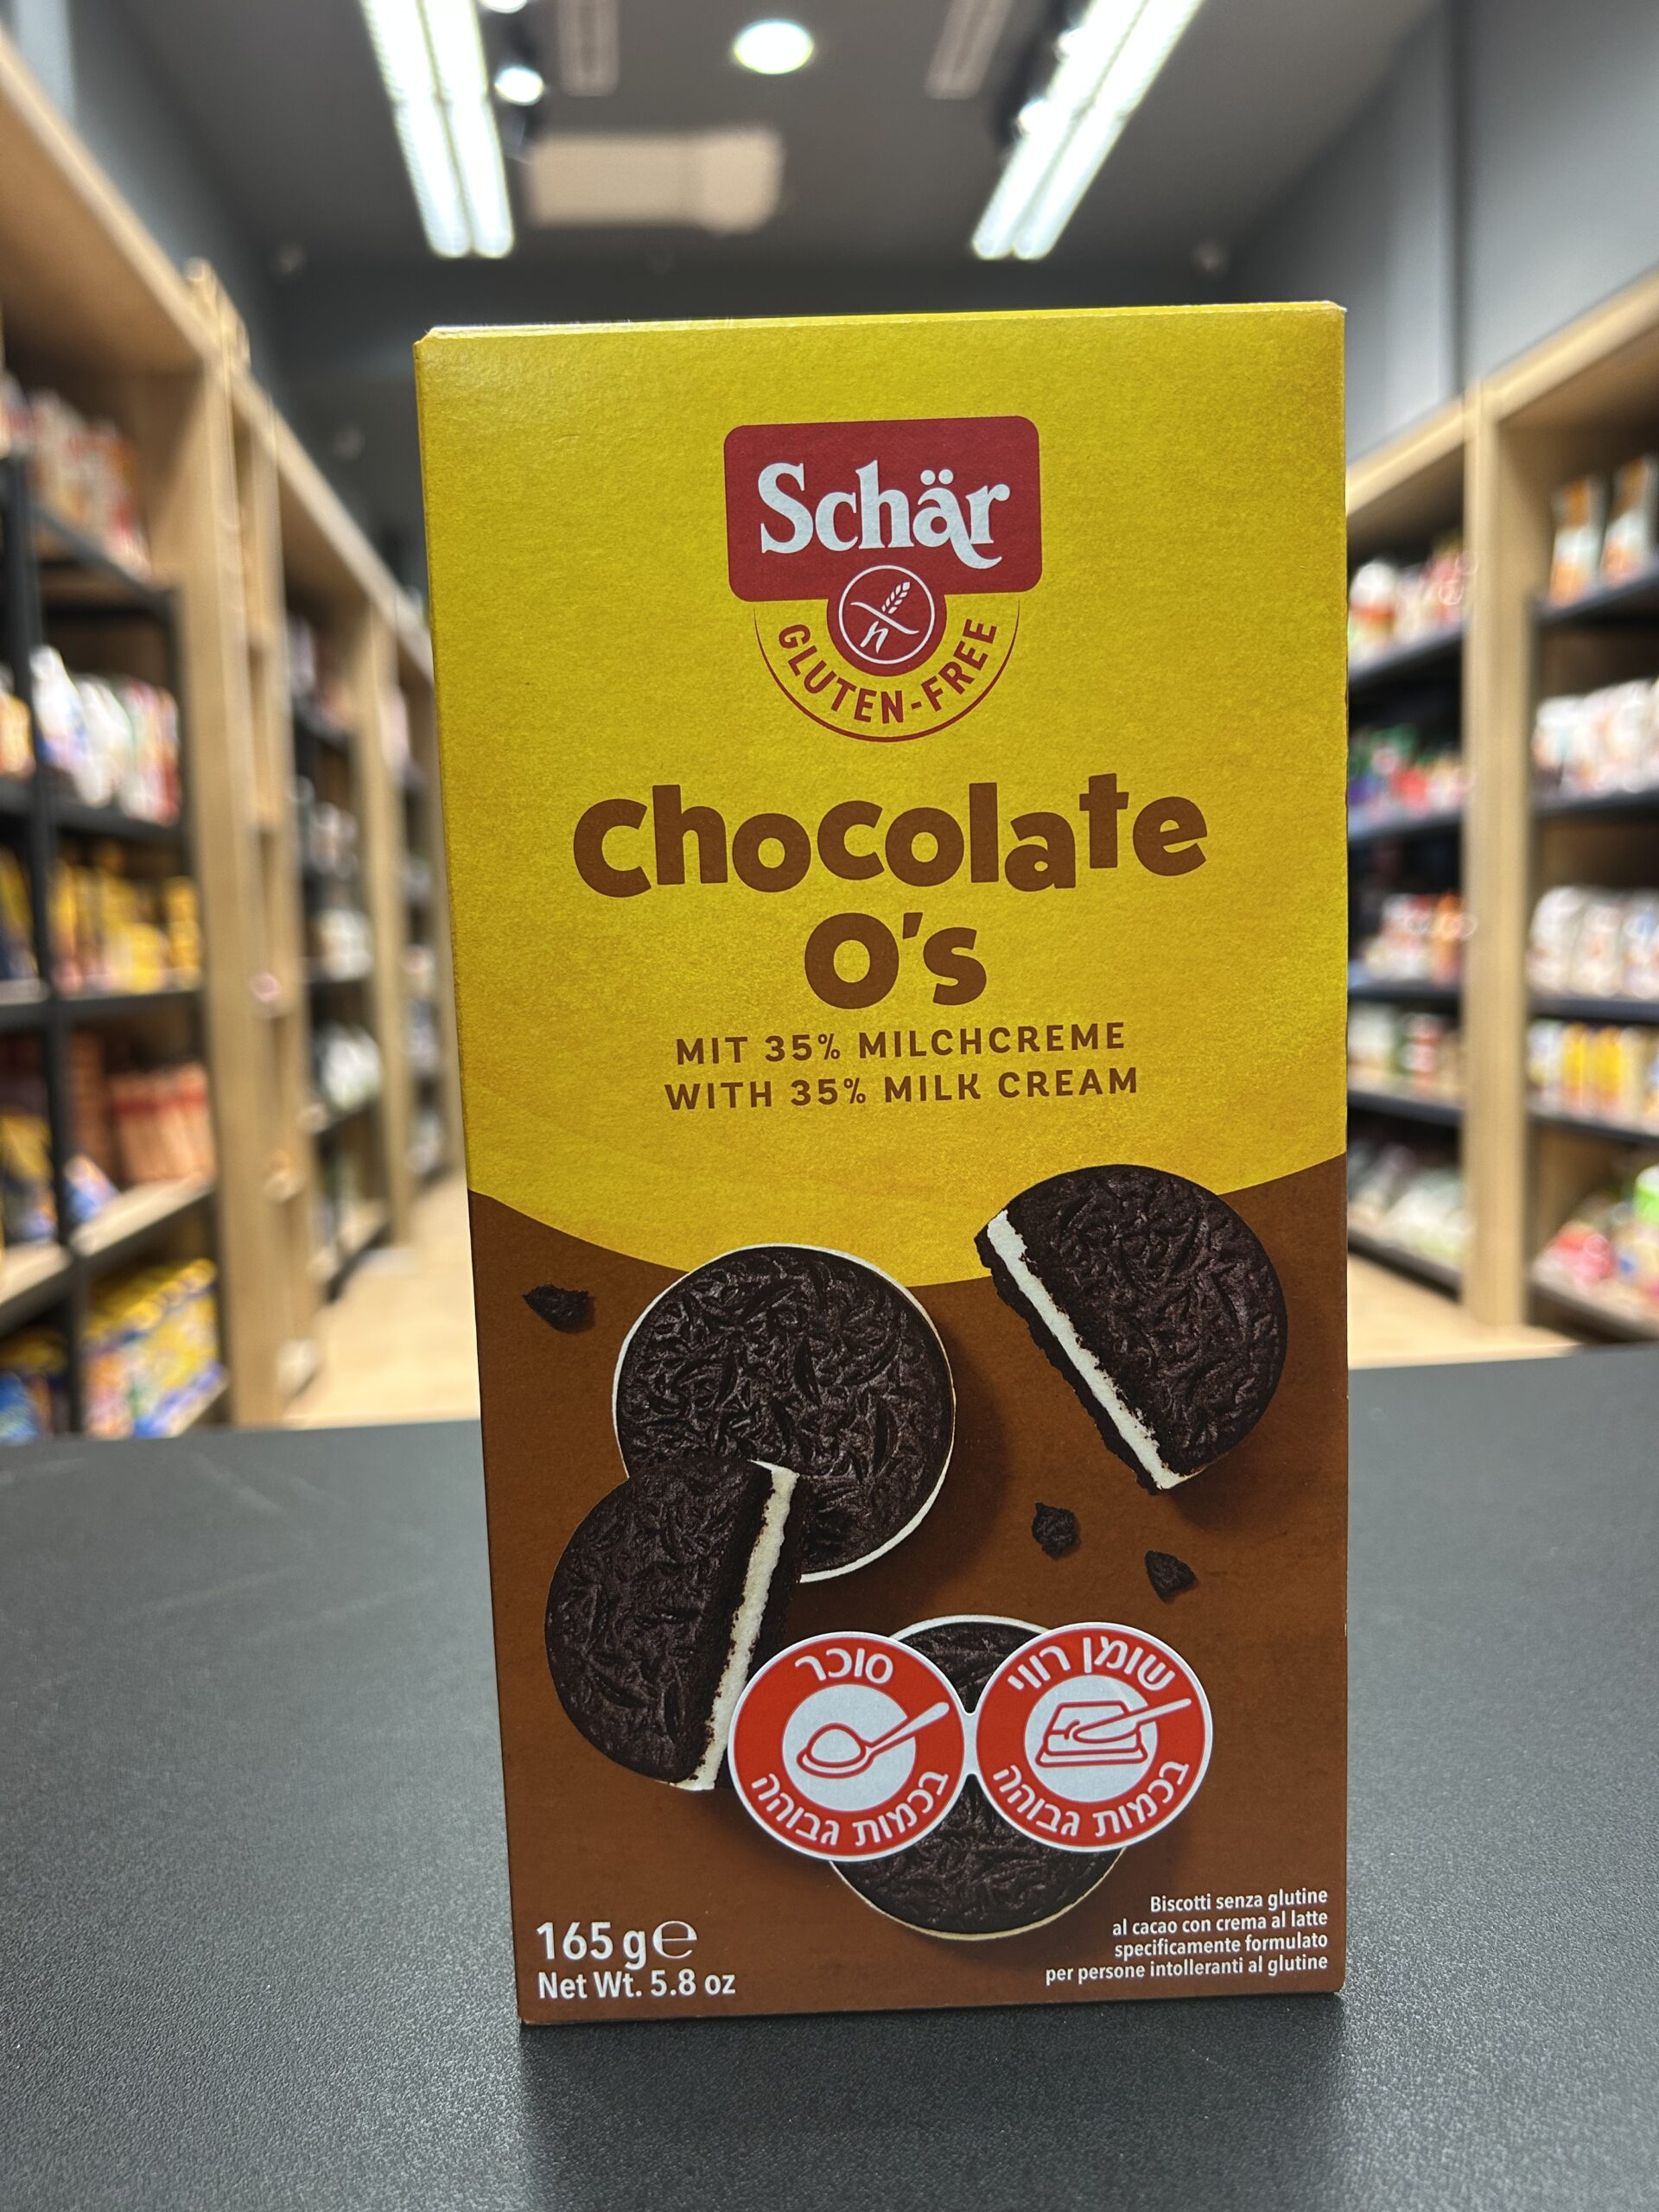 Schär
GLUTEN-FREE
Chocolate
O's
MIT 35% MILCHCREME
WITH 35% MILK CREAM
סוכר
בכמות גבוהה
שומן רווי
בכמות גבוהה
165 g ℮
Net Wt. 5.8 oz
Biscotti senza glutine
al cacao con crema al latte
specificamente formulato
per persone intolleranti al glutine